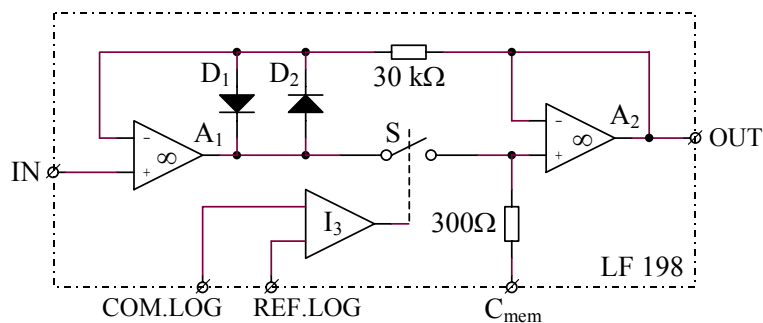 D1 D2 30 kΩ
A1 S A2
- ∞ +
- ∞ +
IN OUT
I3 300Ω
LF 198
COM.LOG REF.LOG Cmem